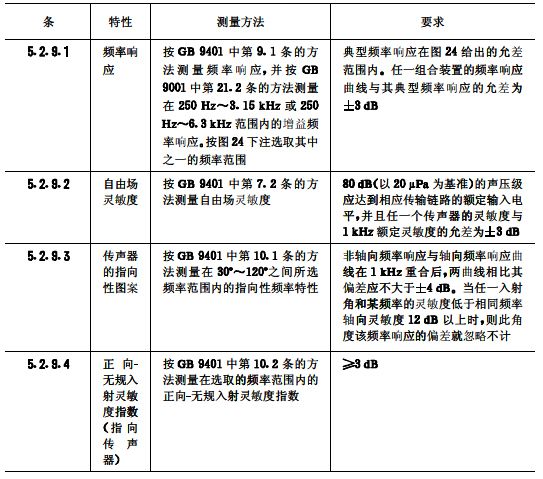 条 特性 测量方法 要求
5.2.9.1 频率响 按 GB 9401 中第 9.1 条的方 典型频率响应在图 24 给出的允差
应 法测量频率响应,并按 GB 范围内。任一组合装置的频率响应
9001 中第 21.2 条的方法测量 曲线与其典型频率响应的允差为
在 250 Hz～3.15 kHz 或 250 ±3 dB
Hz～6.3 kHz 范围内的增益频
率响应。按图 24 下注选取其中
之一的频率范围
5.2.9.2 自由场 按 GB 9401 中第 7.2 条的方 80 dB(以 20 μPa 为基准)的声压级
灵敏度 法测量自由场灵敏度 应达到相应传输链路的额定输入电
平,并且任一个传声器的灵敏度与
1 kHz 额定灵敏度的允差为±3 dB
5.2.9.3 传声器 按 GB 9401 中第 10.1 条的方 非轴向频率响应与轴向频率响应曲
的指向 法测量在 30°～120°之间所选 线在 1 kHz 重合后,两曲线相比其
性图案 频率范围内的指向性频率特性 偏差应不大于±4 dB。当任一入射
角和某频率的灵敏度低于相同频率
轴向灵敏度 12 dB 以上时,则此角
度该频率响应的偏差就忽略不计
5.2.9.4 正向- 按 GB 9401 中第 10.2 条的方 ≥3 dB
无规入 法测量在选取的频率范围内的
射灵敏 正向-无规入射灵敏度指数
度指数
(指向
传声
器)